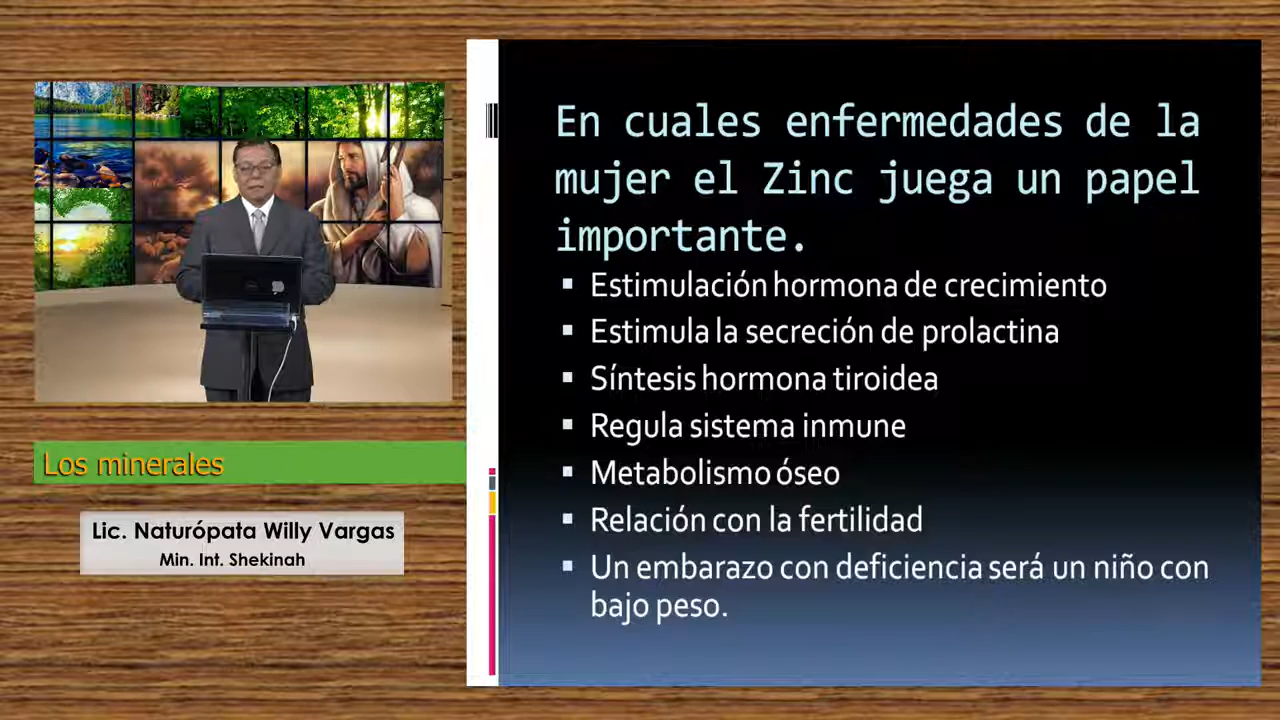 En cuales enfermedades de la
mujer el Zinc juega un papel
importante.
Estimulación hormona de crecimiento
Estimula la secreción de prolactina
Síntesis hormona tiroidea
Regula sistema inmune
Metabolismo óseo
Relación con la fertilidad
Un embarazo con deficiencia será un niño con
bajo peso.
Los minerales
Lic. Naturópata Willy Vargas
Min. Int. Shekinah